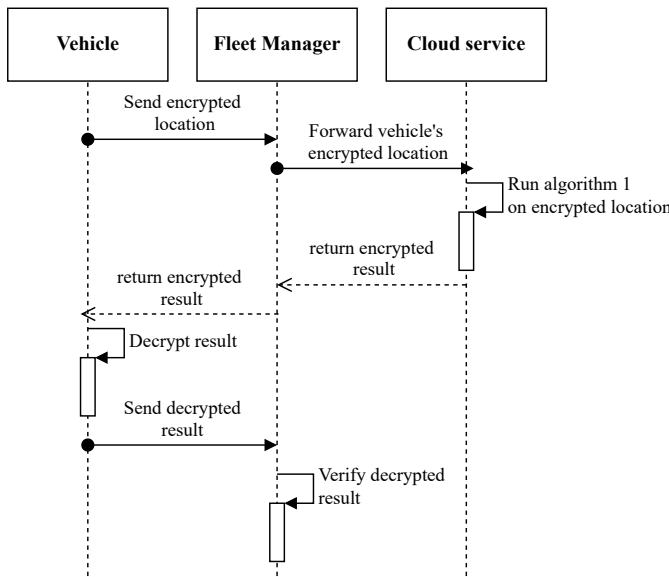 Vehicle
Fleet Manager
Cloud service
Send encrypted
location
Forward vehicle's
encrypted location
Run algorithm 1
on encrypted location
return encrypted
result
return encrypted
result
Decrypt result
Send decrypted
result
Verify decrypted
result